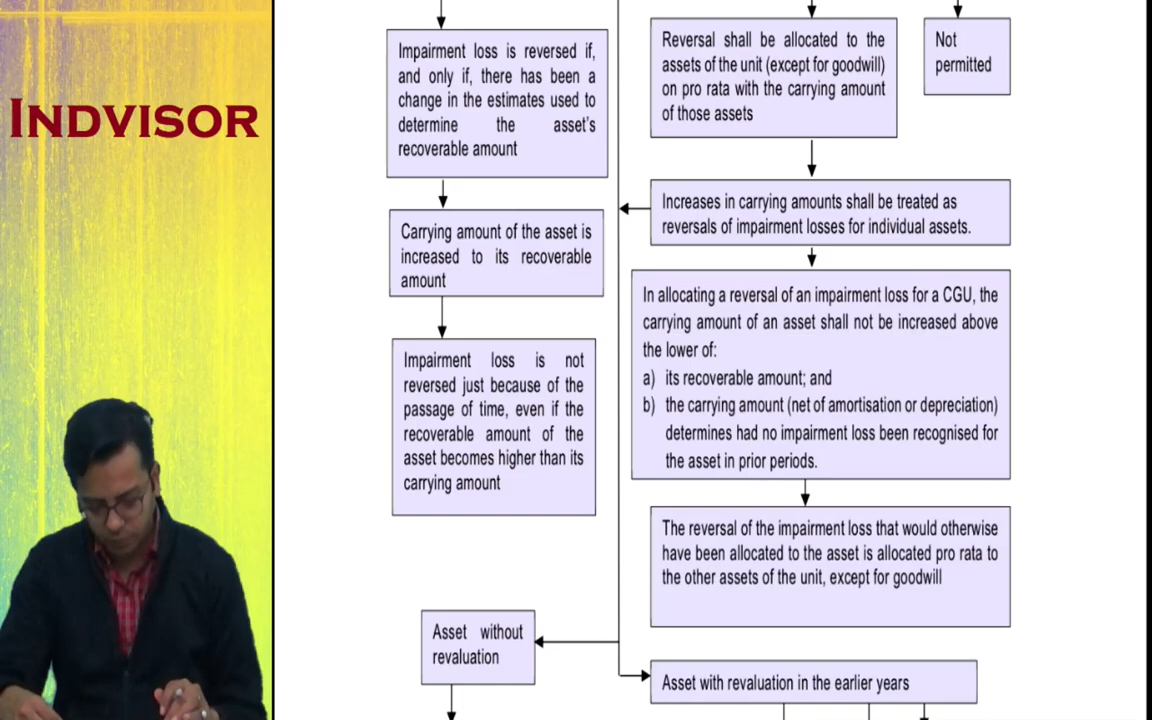 INDVISOR
Impairment loss is reversed if,
and only if, there has been a
change in the estimates used to
determine the asset's
recoverable amount
Carrying amount of the asset is
increased to its recoverable
amount
Impairment loss is not
reversed just because of the
passage of time, even if the
recoverable amount of the
asset becomes higher than its
carrying amount
Asset without
revaluation
Reversal shall be allocated to the
assets of the unit (except for goodwill)
on pro rata with the carrying amount
of those assets
Not
permitted
Increases in carrying amounts shall be treated as
reversals of impairment losses for individual assets.
In allocating a reversal of an impairment loss for a CGU, the
carrying amount of an asset shall not be increased above
the lower of:
a) its recoverable amount; and
b) the carrying amount (net of amortisation or depreciation)
determines had no impairment loss been recognised for
the asset in prior periods.
The reversal of the impairment loss that would otherwise
have been allocated to the asset is allocated pro rata to
the other assets of the unit, except for goodwill
Asset with revaluation in the earlier years